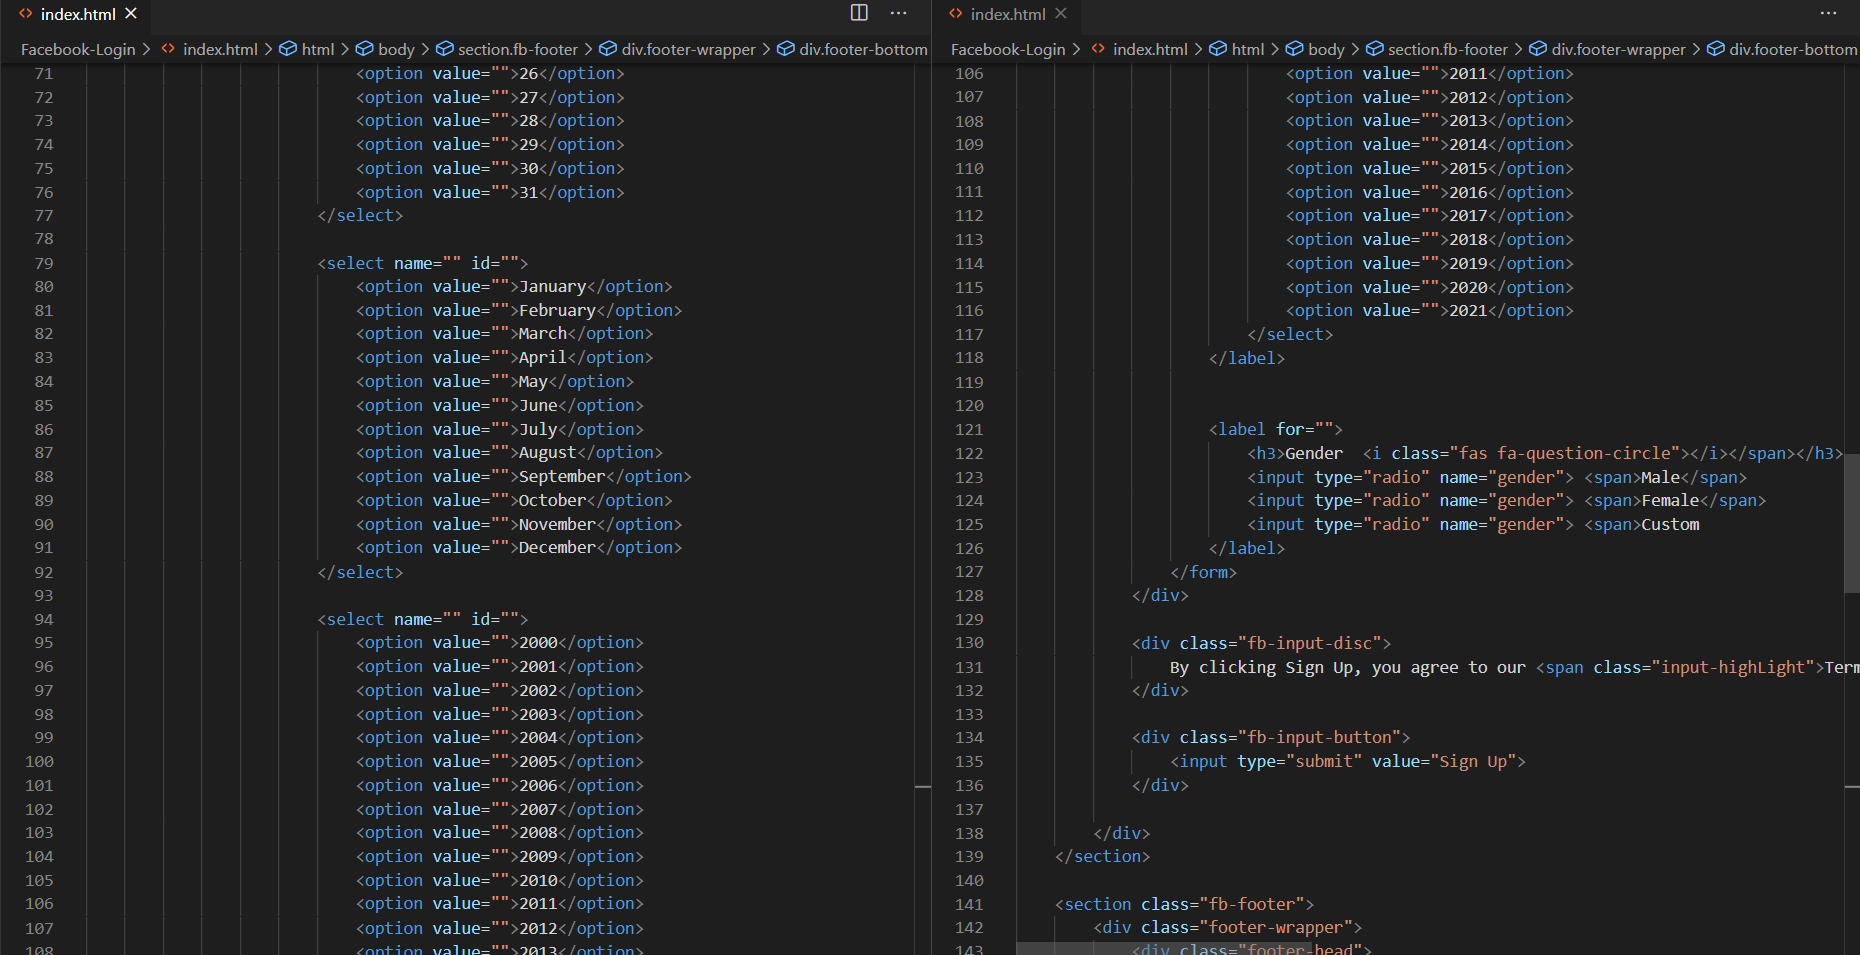 index.html
Facebook-Login > index.html > html > body > section.fb-footer > div.footer-wrapper > div.footer-bottom
71 <option value="">26</option>
72 <option value="">27</option>
73 <option value="">28</option>
74 <option value="">29</option>
75 <option value="">30</option>
76 <option value="">31</option>
77 </select>
78
79 <select name="" id="">
80 <option value="">January</option>
81 <option value="">February</option>
82 <option value="">March</option>
83 <option value="">April</option>
84 <option value="">May</option>
85 <option value="">June</option>
86 <option value="">July</option>
87 <option value="">August</option>
88 <option value="">September</option>
89 <option value="">October</option>
90 <option value="">November</option>
91 <option value="">December</option>
92 </select>
93
94 <select name="" id="">
95 <option value="">2000</option>
96 <option value="">2001</option>
97 <option value="">2002</option>
98 <option value="">2003</option>
99 <option value="">2004</option>
100 <option value="">2005</option>
101 <option value="">2006</option>
102 <option value="">2007</option>
103 <option value="">2008</option>
104 <option value="">2009</option>
105 <option value="">2010</option>
106 <option value="">2011</option>
107 <option value="">2012</option>
108 <option value="">2013</option>
index.html
Facebook-Login > index.html > html > body > section.fb-footer > div.footer-wrapper > div.footer-bottom
106 <option value="">2011</option>
107 <option value="">2012</option>
108 <option value="">2013</option>
109 <option value="">2014</option>
110 <option value="">2015</option>
111 <option value="">2016</option>
112 <option value="">2017</option>
113 <option value="">2018</option>
114 <option value="">2019</option>
115 <option value="">2020</option>
116 <option value="">2021</option>
117 </select>
118 </label>
119
120
121 <label for="">
122 <h3>Gender  <i class="fas fa-question-circle"></i></span></h3>
123 <input type="radio" name="gender"> <span>Male</span>
124 <input type="radio" name="gender"> <span>Female</span>
125 <input type="radio" name="gender"> <span>Custom
126 </label>
127 </form>
128 </div>
129
130 <div class="fb-input-disc">
131 By clicking Sign Up, you agree to our <span class="input-highLight">Term
132 </div>
133
134 <div class="fb-input-button">
135 <input type="submit" value="Sign Up">
136 </div>
137
138 </div>
139 </section>
140
141 <section class="fb-footer">
142 <div class="footer-wrapper">
143 <div class="footer-head">